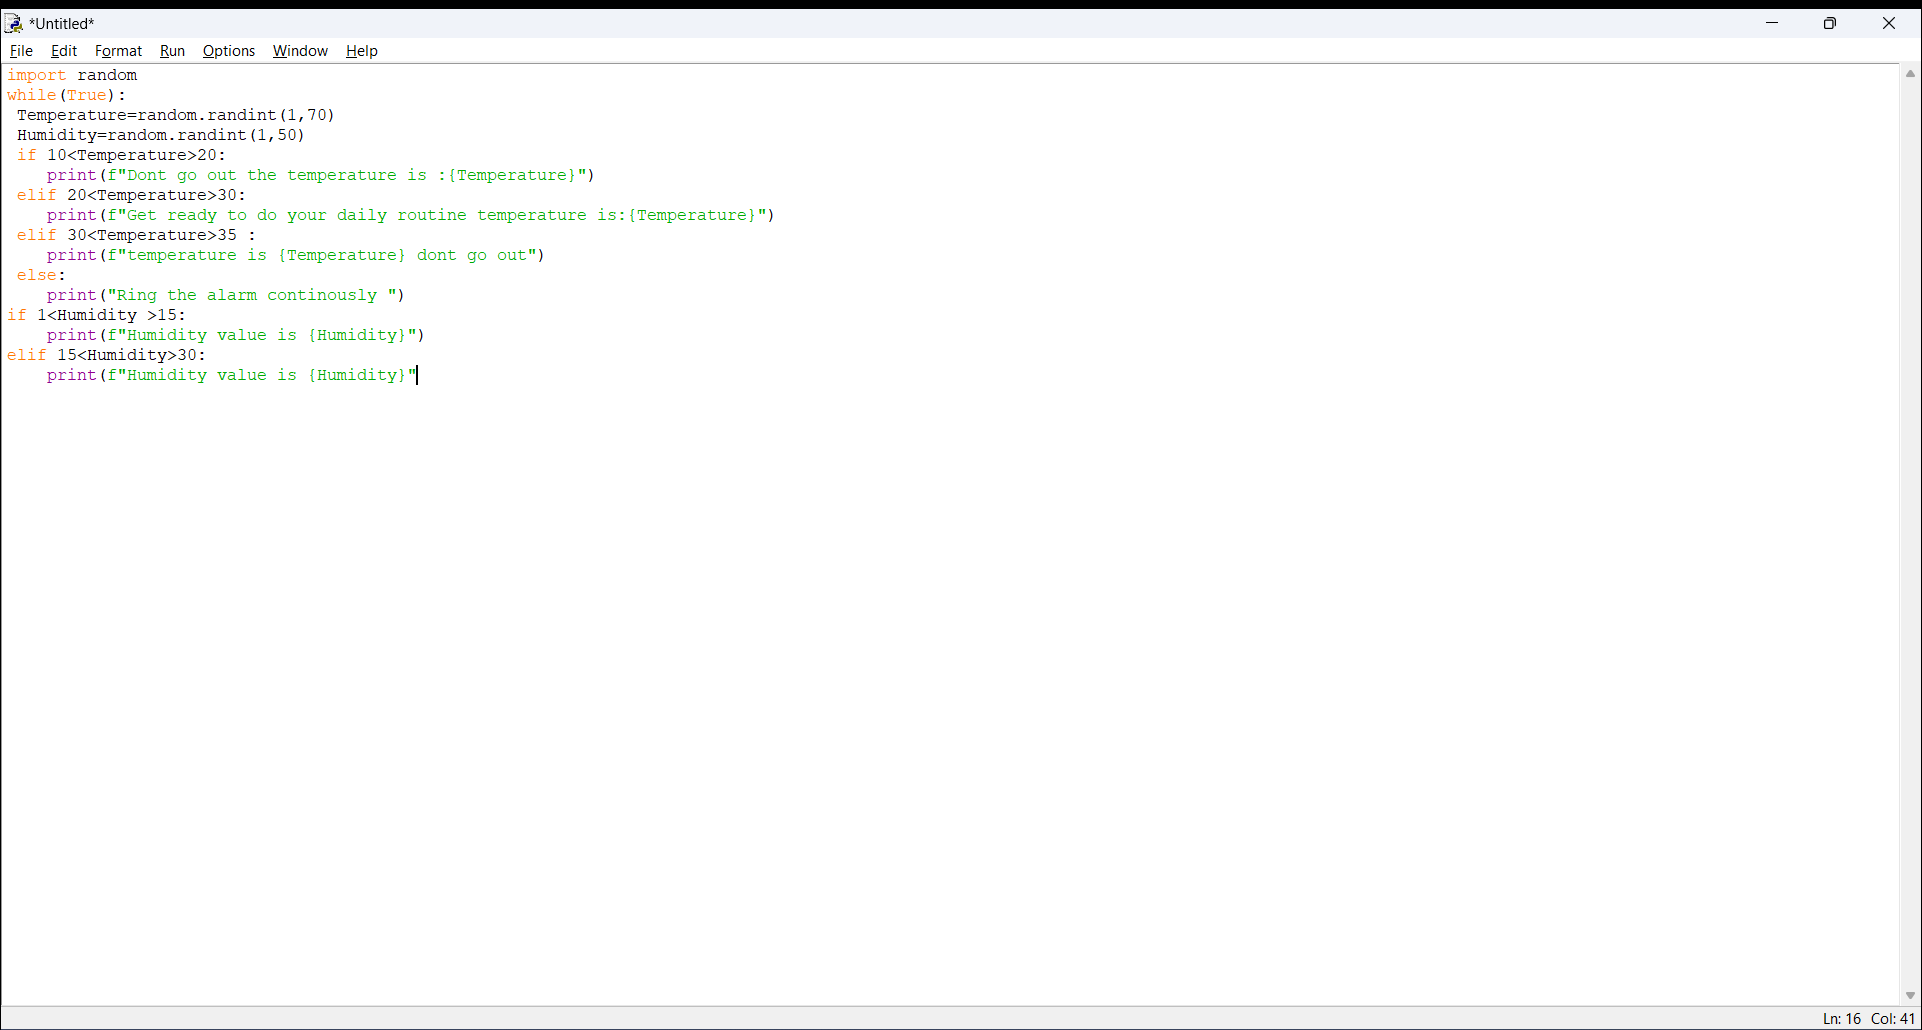 *Untitled*
File Edit Format Run Options Window Help
import random
while(True):
 Temperature=random.randint(1,70)
 Humidity=random.randint(1,50)
 if 10<Temperature>20:
    print(f"Dont go out the temperature is :{Temperature}")
 elif 20<Temperature>30:
    print(f"Get ready to do your daily routine temperature is:{Temperature}")
 elif 30<Temperature>35 :
    print(f"temperature is {Temperature} dont go out")
 else:
    print("Ring the alarm continously ")
if 1<Humidity >15:
    print(f"Humidity value is {Humidity}")
elif 15<Humidity>30:
    print(f"Humidity value is {Humidity}"
Ln: 16 Col: 41